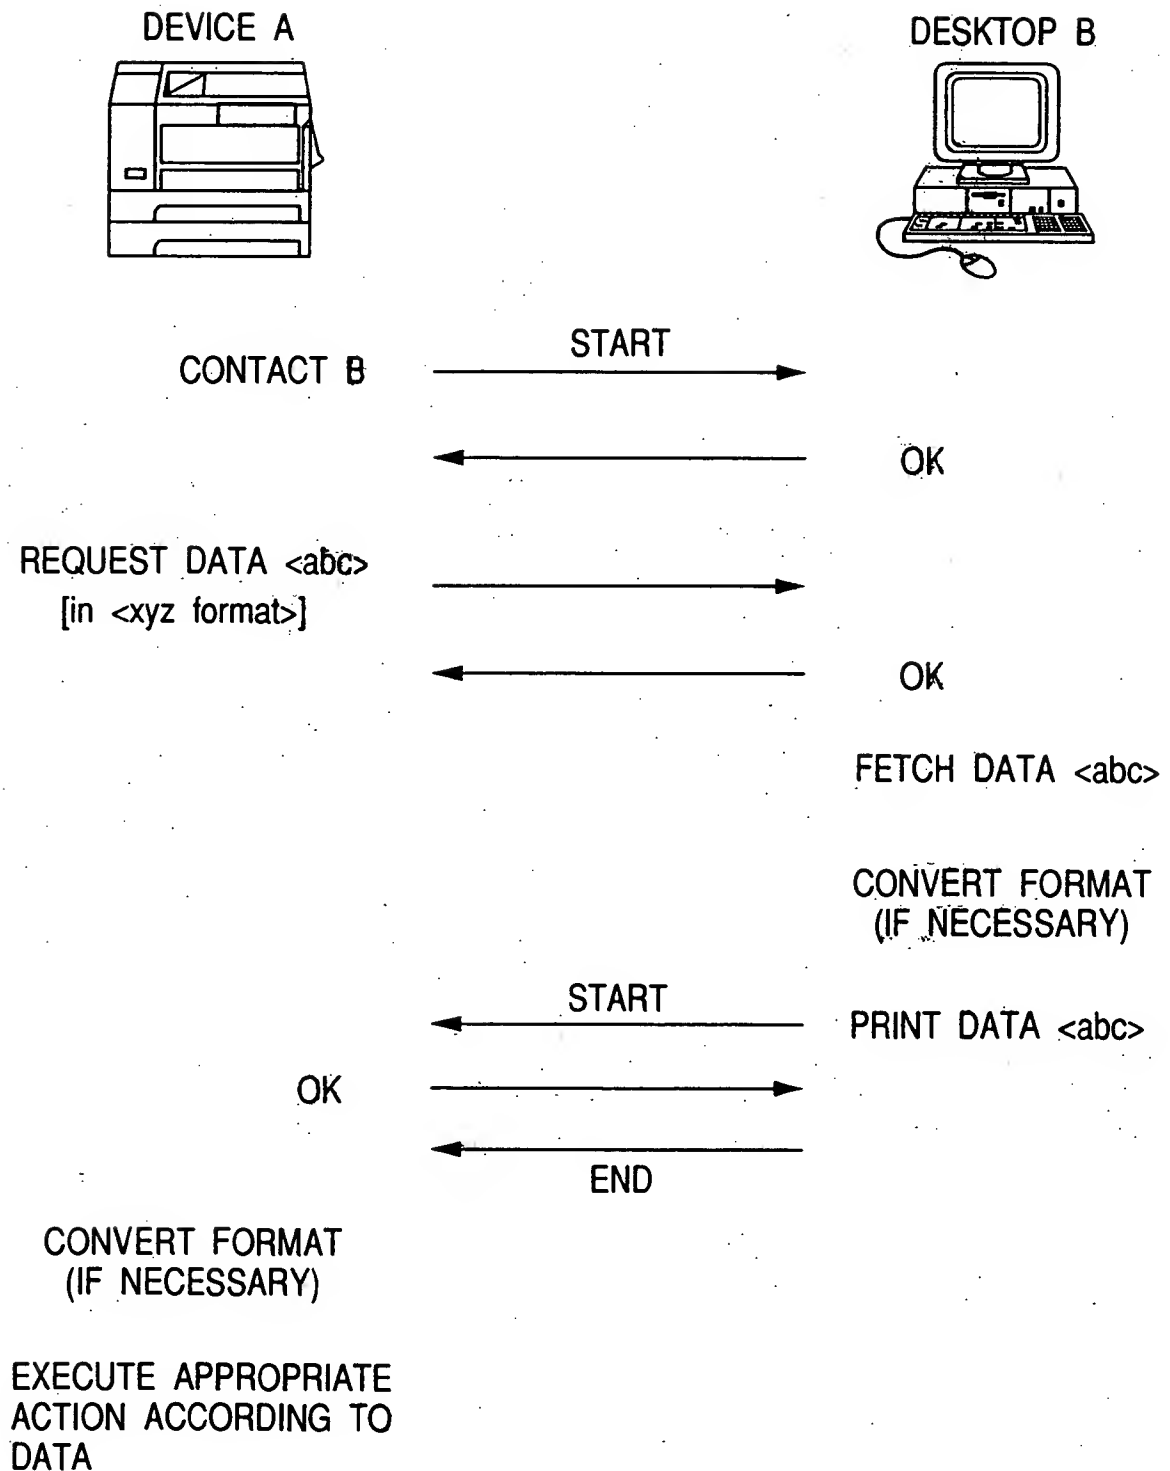 DEVICE A
DESKTOP B
START
CONTACT B
OK
REQUEST DATA <abc>
[in <xyz format>]
OK
FETCH DATA <abc>
CONVERT FORMAT
(IF NECESSARY)
START
PRINT DATA <abc>
OK
END
CONVERT FORMAT
(IF NECESSARY)
EXECUTE APPROPRIATE
ACTION ACCORDING TO
DATA